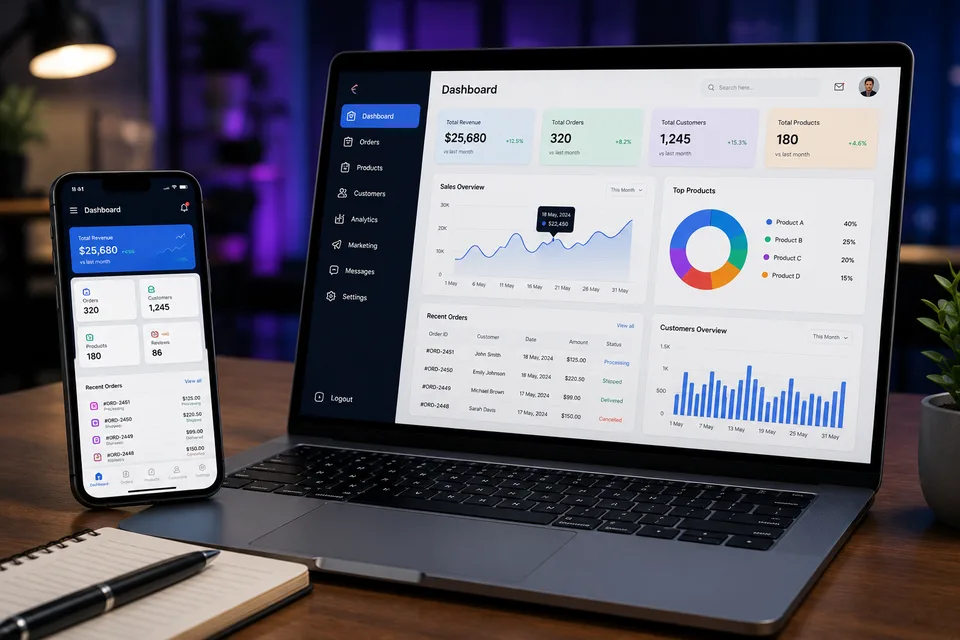 11:51
Dashboard
Total Revenue
$25,680
vs last month
Orders
320
Customers
1,245
Products
180
Reviews
86
Recent Orders
View all
#ORD-2451
$125.00
Processing
#ORD-2450
$220.50
#ORD-2449
$99.00
#ORD-2448
$150.00
Dashboard
Orders
Products
Customers
Settings
Dashboard
Orders
Products
Customers
Analytics
Marketing
Messages
Settings
Logout
Dashboard
Search here...
Total Revenue
$25,680
+12.5%
vs last month
Total Orders
320
+8.2%
vs last month
Total Customers
1,245
+15.3%
vs last month
Total Products
180
+4.6%
vs last month
Sales Overview
This Month
30K
20K
10K
0
18 May, 2024
$22,450
1 May
6 May
11 May
16 May
21 May
26 May
31 May
Top Products
Product A 40%
Product B 25%
Product C 20%
Product D 15%
Recent Orders
View all
Order ID Customer Date Amount Status
#ORD-2451 John Smith 18 May, 2024 $125.00 Processing
#ORD-2450 Emily Johnson 18 May, 2024 $220.50 Shipped
#ORD-2449 Michael Brown 17 May, 2024 $99.00 Delivered
#ORD-2448 Sarah Davis 17 May, 2024 $150.00 Cancelled
Customers Overview
This Month
1.5K
1K
500
0
1 May
7 May
13 May
19 May
25 May
31 May